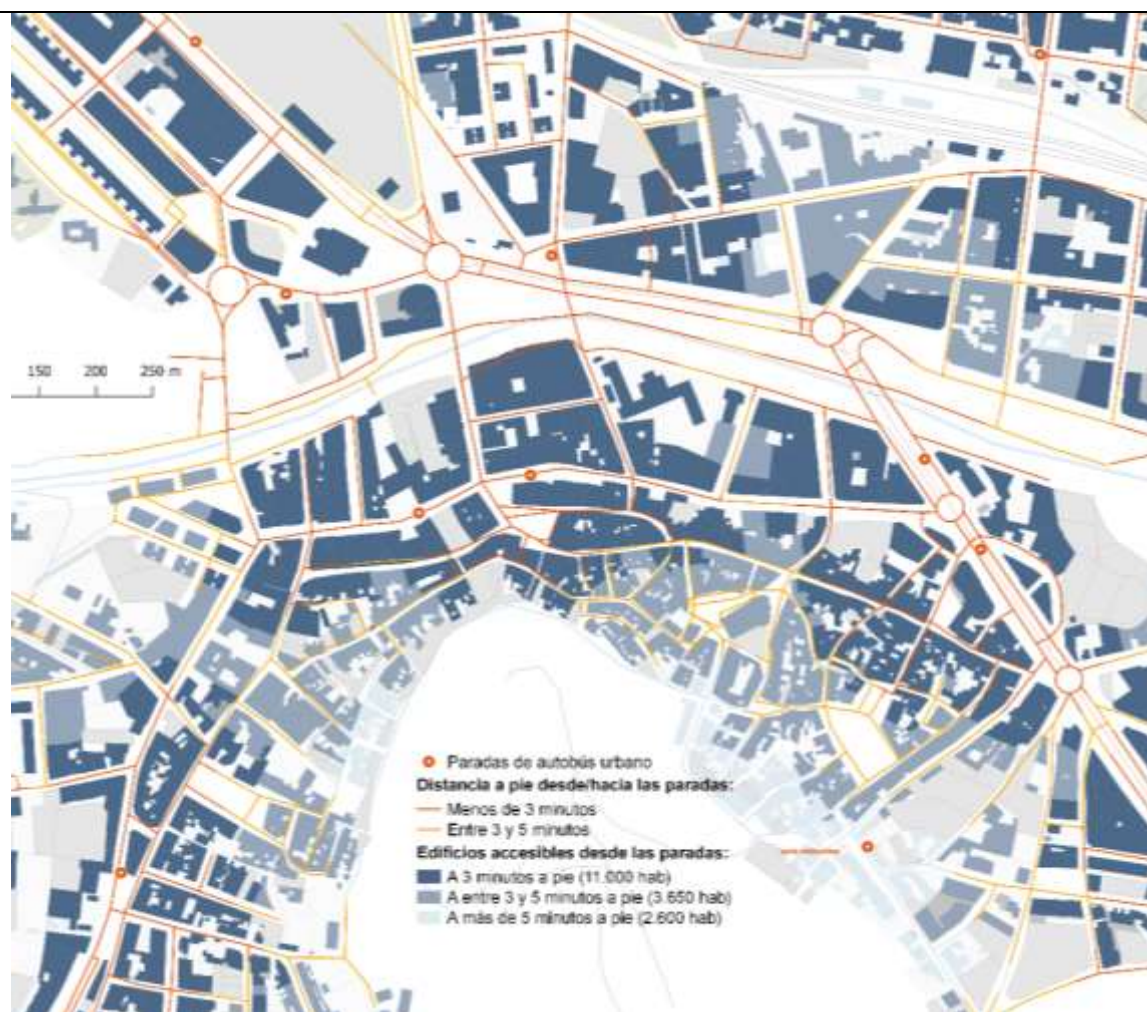 150 200 250 m
Paradas de autobús urbano
Distancia a pie desde/hacia las paradas:
Menos de 3 minutos
Entre 3 y 5 minutos
Edificios accesibles desde las paradas:
A 3 minutos a pie (11.000 hab)
A entre 3 y 5 minutos a pie (3.650 hab)
A más de 5 minutos a pie (2.600 hab)